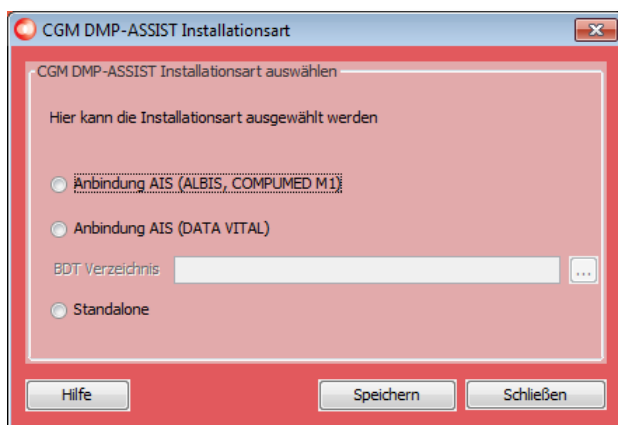 CGM DMP-ASSIST Installationsart
CGM DMP-ASSIST Installationsart auswählen
Hier kann die Installationsart ausgewählt werden
Anbindung AIS (ALBIS, COMPUMED M1)
Anbindung AIS (DATA VITAL)
BDT Verzeichnis ...
Standalone
Hilfe Speichern Schließen